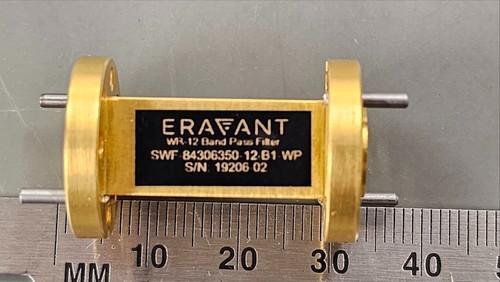 ERAVANT
WR-12 Band Pass Filter
SWF-84306350-12-B1-WP
S/N. 19206-02
10 20 30 40
MM